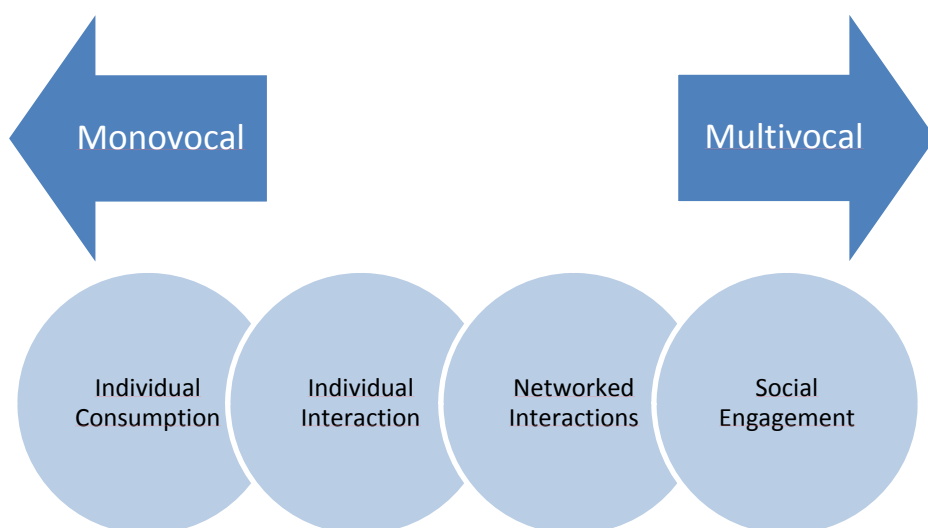 Monovocal
Multivocal
Individual
Consumption
Individual
Interaction
Networked
Interactions
Social
Engagement